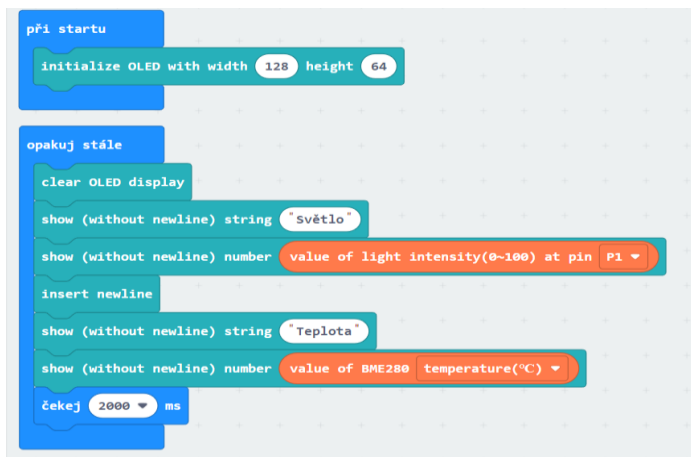 při startu
initialize OLED with width 128 height 64
opakuj stále
clear OLED display
show (without newline) string "Světlo"
show (without newline) number value of light intensity(0~100) at pin P1
insert newline
show (without newline) string "Teplota"
show (without newline) number value of BME280 temperature(℃)
čekej 2000 ms